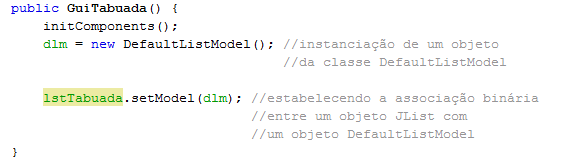 public GuiTabuada() {
initComponents();
dlm = new DefaultListModel(); //instanciação de um objeto
//da classe DefaultListModel
lstTabuada.setModel(dlm); //estabelecendo a associação binária
//entre um objeto JList com
//um objeto DefaultListModel
}